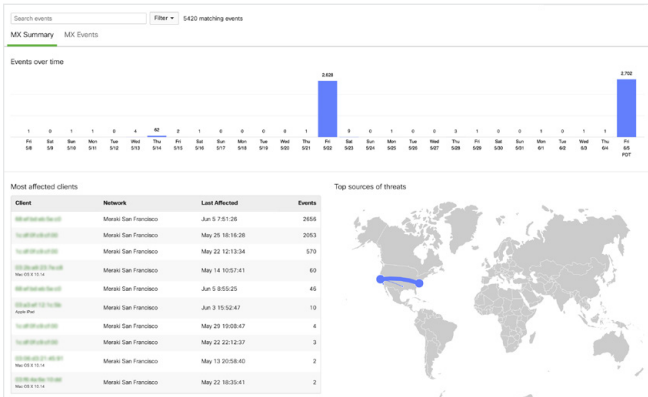 Search events Filter 5420 matching events
MX Summary MX Events
Events over time
2,629 2,702
1 0 1 1 0 4 62 2 1 0 0 0 0 1 0 0 1 0 0 3 1 0 0 1 0 1 1
Fri Sat Sun Mon Tue Wed Thu Fri Sat Sun Mon Tue Wed Thu Fri Sat Sun Mon Tue Wed Thu Fri Sat Sun Mon Tue Wed Thu Fri
5/8 5/9 5/10 5/11 5/12 5/13 5/14 5/15 5/16 5/17 5/18 5/19 5/20 5/21 5/22 5/23 5/24 5/25 5/26 5/27 5/28 5/29 5/30 5/31 6/1 6/2 6/3 6/4 6/5
PDT
Most affected clients Top sources of threats
Client Network Last Affected Events
Meraki San Francisco Jun 5 7:51:26 2656
Meraki San Francisco May 25 18:16:28 2053
Meraki San Francisco May 22 12:13:34 570
Meraki San Francisco May 14 10:57:41 60
Mac OS X 10.14
Meraki San Francisco Jun 5 8:55:25 46
Meraki San Francisco Jun 3 15:52:47 10
Apple iPad
Meraki San Francisco May 29 19:08:47 4
Meraki San Francisco May 22 22:12:37 3
Meraki San Francisco May 13 20:58:40 2
Mac OS X 10.14
Meraki San Francisco May 22 18:35:41 2
Mac OS X 10.14